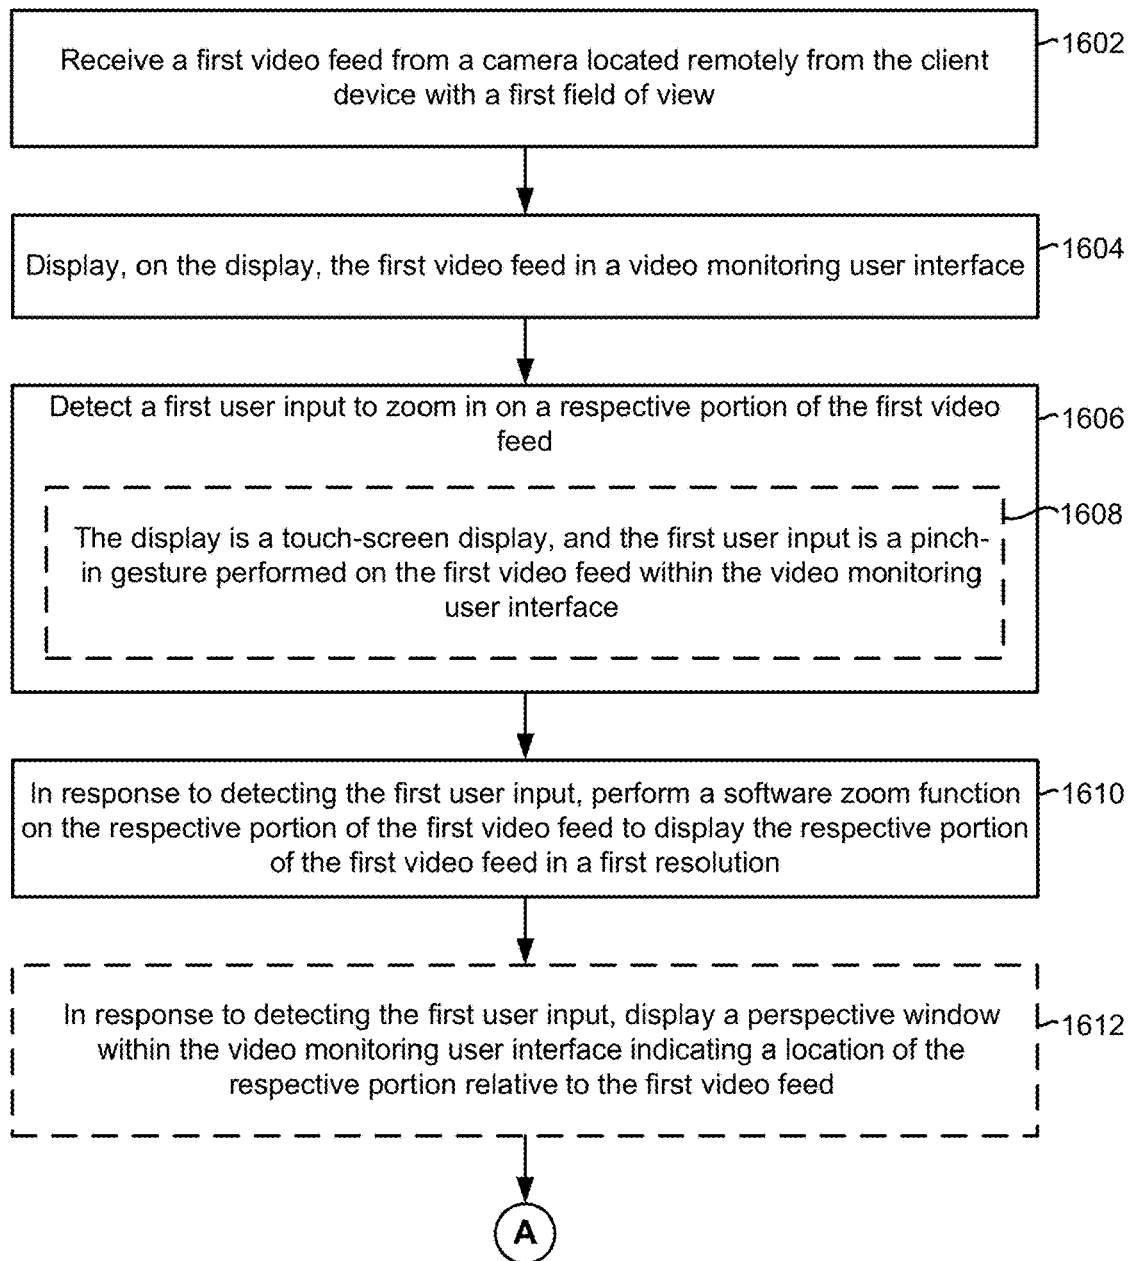 Receive a first video feed from a camera located remotely from the client
device with a first field of view
1602
Display, on the display, the first video feed in a video monitoring user interface
1604
Detect a first user input to zoom in on a respective portion of the first video
feed
1606
The display is a touch-screen display, and the first user input is a pinch-
in gesture performed on the first video feed within the video monitoring
user interface
1608
In response to detecting the first user input, perform a software zoom function
on the respective portion of the first video feed to display the respective portion
of the first video feed in a first resolution
1610
In response to detecting the first user input, display a perspective window
within the video monitoring user interface indicating a location of the
respective portion relative to the first video feed
1612
A